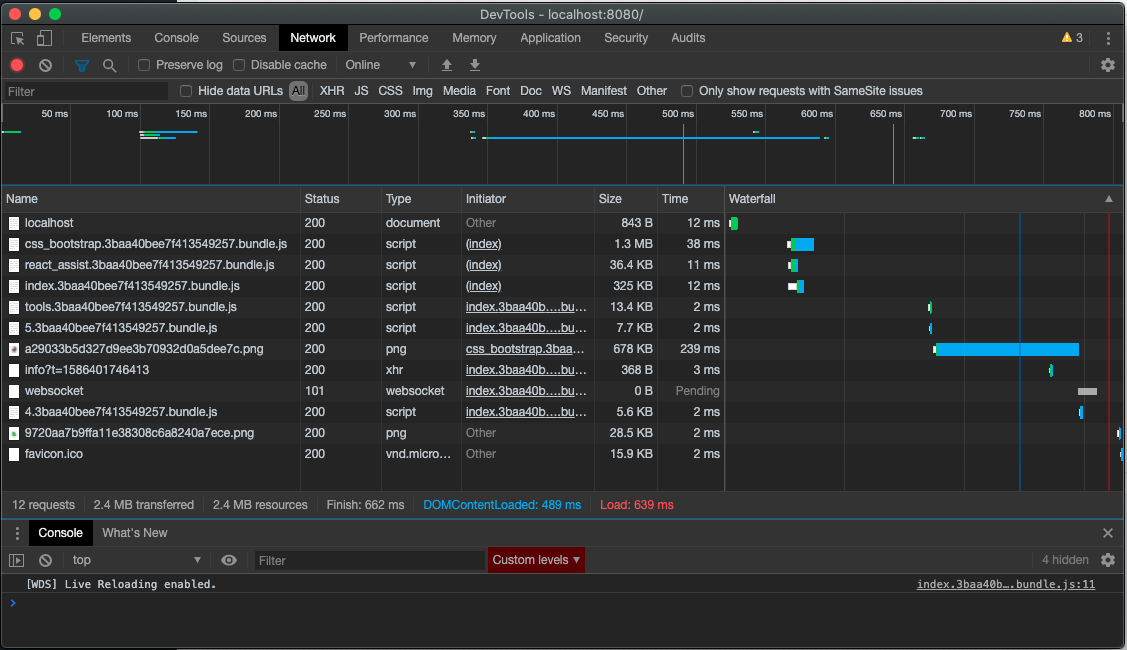 DevTools - localhost:8080/
Elements Console Sources Network Performance Memory Application Security Audits 3
Preserve log Disable cache Online
Filter Hide data URLs All XHR JS CSS Img Media Font Doc WS Manifest Other Only show requests with SameSite issues
50 ms 100 ms 150 ms 200 ms 250 ms 300 ms 350 ms 400 ms 450 ms 500 ms 550 ms 600 ms 650 ms 700 ms 750 ms 800 ms
Name Status Type Initiator Size Time Waterfall
localhost 200 document Other 843 B 12 ms
css_bootstrap.3baa40bee7f413549257.bundle.js 200 script (index) 1.3 MB 38 ms
react_assist.3baa40bee7f413549257.bundle.js 200 script (index) 36.4 KB 11 ms
index.3baa40bee7f413549257.bundle.js 200 script (index) 325 KB 12 ms
tools.3baa40bee7f413549257.bundle.js 200 script index.3baa40b....bu... 13.4 KB 2 ms
5.3baa40bee7f413549257.bundle.js 200 script index.3baa40b....bu... 7.7 KB 2 ms
a29033b5d327d9ee3b70932d0a5dee7c.png 200 png css_bootstrap.3baa... 678 KB 239 ms
info?t=1586401746413 200 xhr index.3baa40b....bu... 368 B 3 ms
websocket 101 websocket index.3baa40b....bu... 0 B Pending
4.3baa40bee7f413549257.bundle.js 200 script index.3baa40b....bu... 5.6 KB 2 ms
9720aa7b9ffa11e38308c6a8240a7ece.png 200 png Other 28.5 KB 2 ms
favicon.ico 200 vnd.micro... Other 15.9 KB 2 ms
12 requests 2.4 MB transferred 2.4 MB resources Finish: 662 ms DOMContentLoaded: 489 ms Load: 639 ms
Console What's New
top Filter Custom levels 4 hidden
[WDS] Live Reloading enabled. index.3baa40b….bundle.js:11